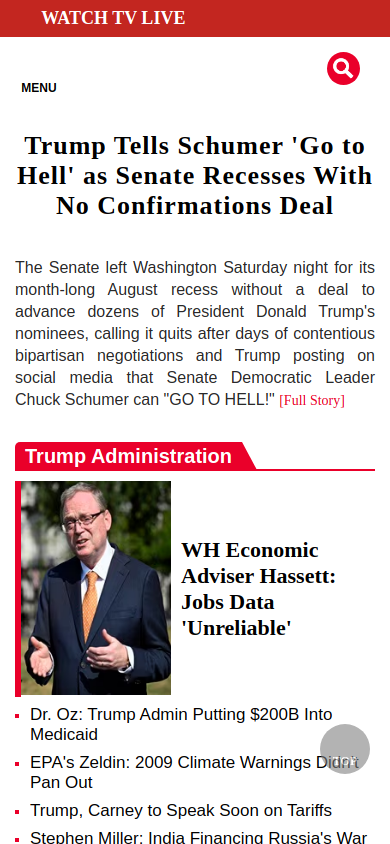 WATCH TV LIVE
MENU
Trump Tells Schumer 'Go to
Hell' as Senate Recesses With
No Confirmations Deal
The Senate left Washington Saturday night for its
month-long August recess without a deal to
advance dozens of President Donald Trump's
nominees, calling it quits after days of contentious
bipartisan negotiations and Trump posting on
social media that Senate Democratic Leader
Chuck Schumer can "GO TO HELL!" [Full Story]
Trump Administration
WH Economic
Adviser Hassett:
Jobs Data
'Unreliable'
Dr. Oz: Trump Admin Putting $200B Into
Medicaid
EPA's Zeldin: 2009 Climate Warnings Didn't
Pan Out
TOP
Trump, Carney to Speak Soon on Tariffs
Stephen Miller: India Financing Russia's War